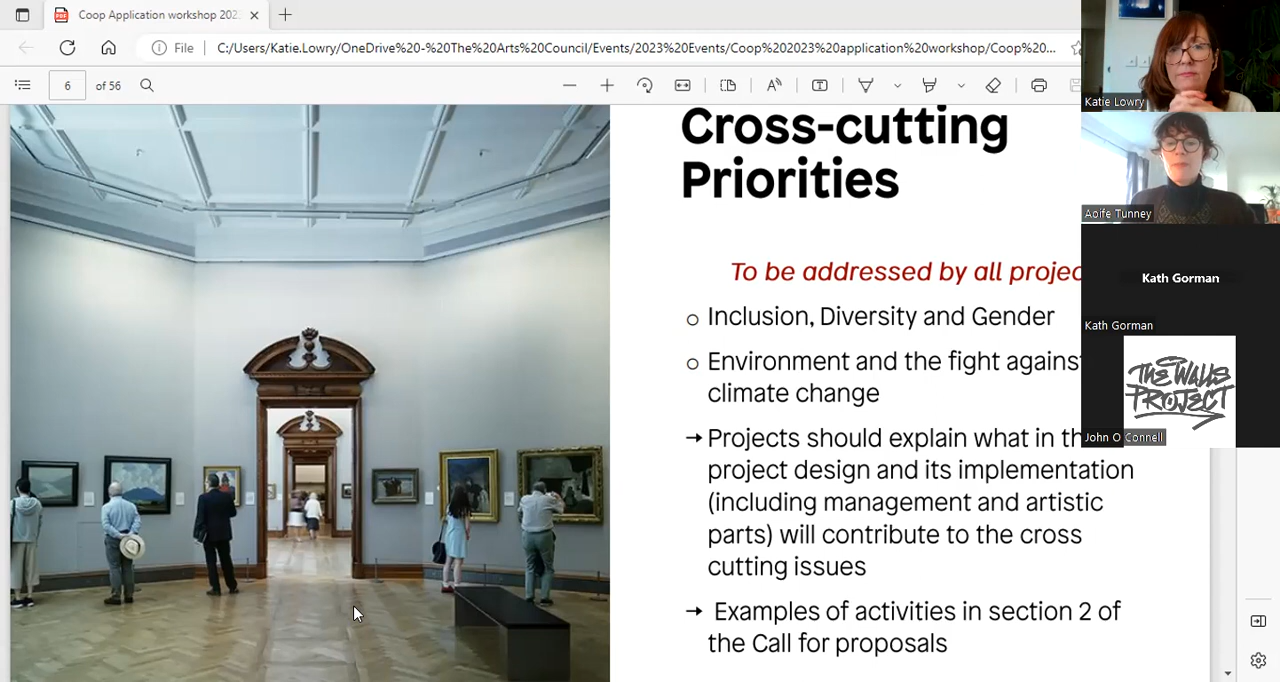 Coop Application workshop 202
File
C:/Users/Katie.Lowry/OneDrive%20-%20The%20Arts%20Council/Events/2023%20Events/Coop%202023%20application%20workshop/Coop%20...
6 of 56
Cross-cutting
Priorities
To be addressed by all projec
Inclusion, Diversity and Gender
Environment and the fight against
climate change
→ Projects should explain what in th
project design and its implementation
(including management and artistic
parts) will contribute to the cross
cutting issues
→ Examples of activities in section 2 of
the Call for proposals
Katie Lowry
Aoife Tunney
Kath Gorman
Kath Gorman
THE WALLS
PROJECT
John O Connell